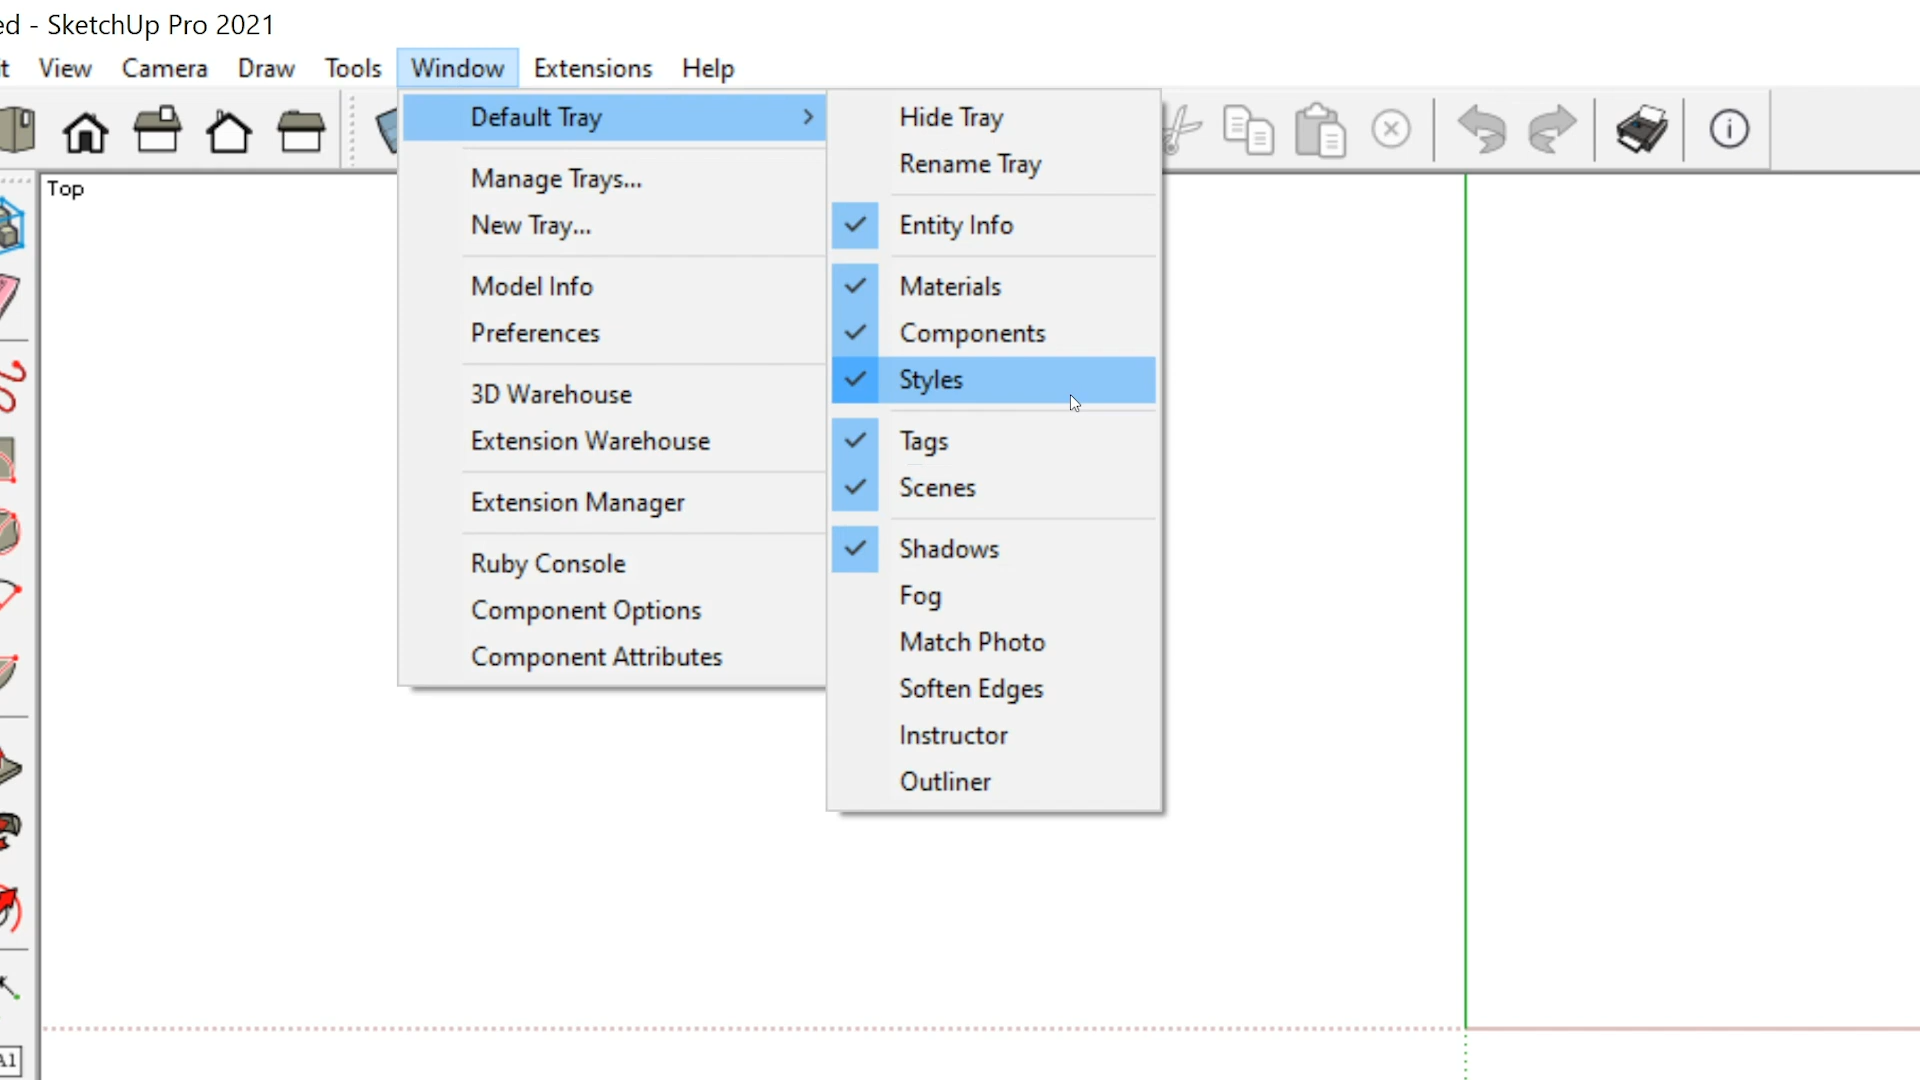 ed - SketchUp Pro 2021
t View Camera Draw Tools Window Extensions Help
Top
Default Tray
Manage Trays...
New Tray...
Model Info
Preferences
3D Warehouse
Extension Warehouse
Extension Manager
Ruby Console
Component Options
Component Attributes
Hide Tray
Rename Tray
Entity Info
Materials
Components
Styles
Tags
Scenes
Shadows
Fog
Match Photo
Soften Edges
Instructor
Outliner
A1